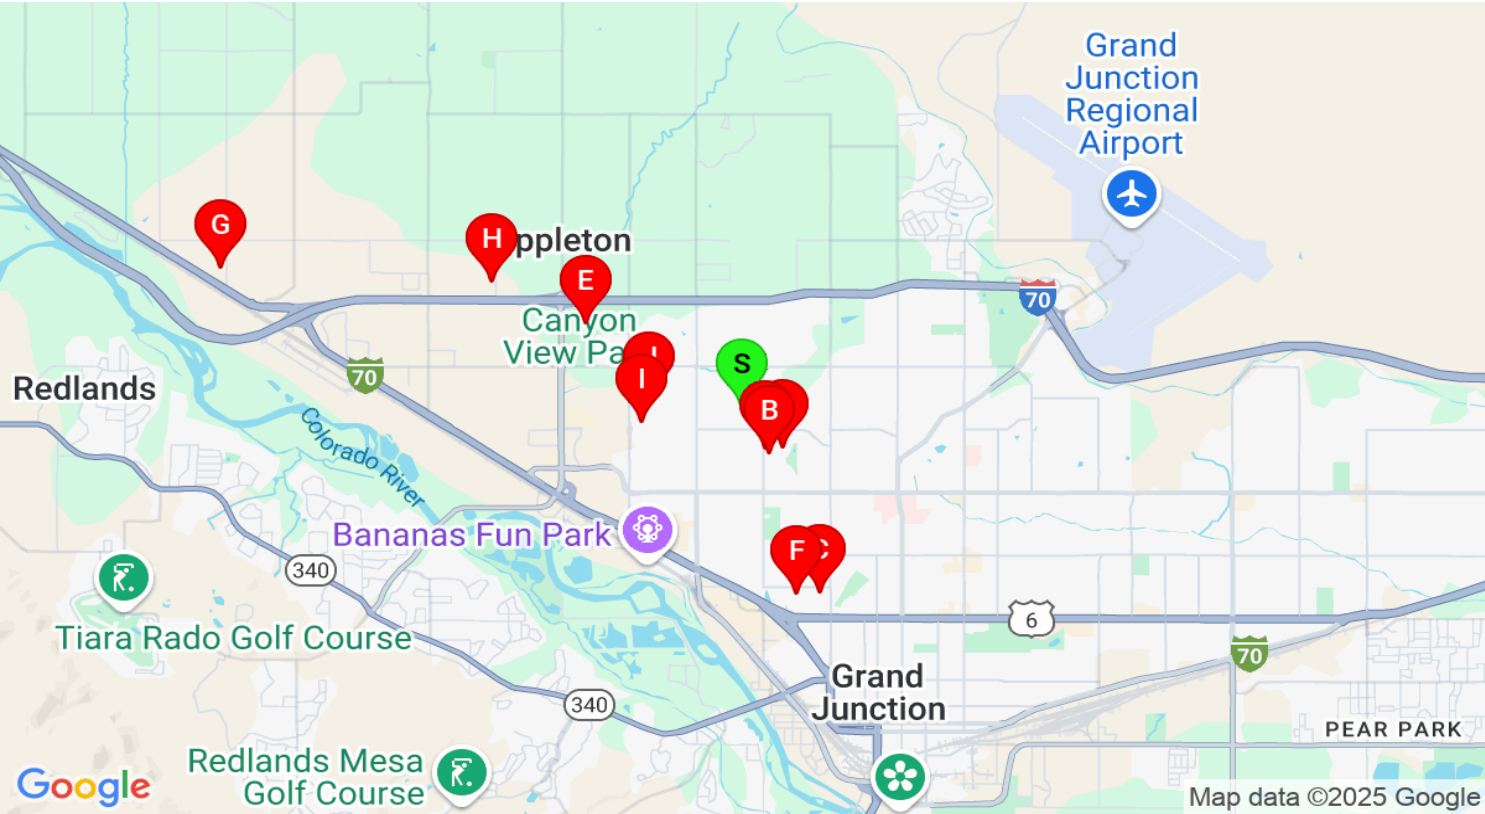 Grand
Junction
Regional
Airport
G
H
ppleton
E
70
Canyon
View Pa
J
I
S
B
70
Redlands
Colorado River
Bananas Fun Park
F
C
340
6
Tiara Rado Golf Course
70
Grand
Junction
340
PEAR PARK
Redlands Mesa
Golf Course
Google
Map data ©2025 Google